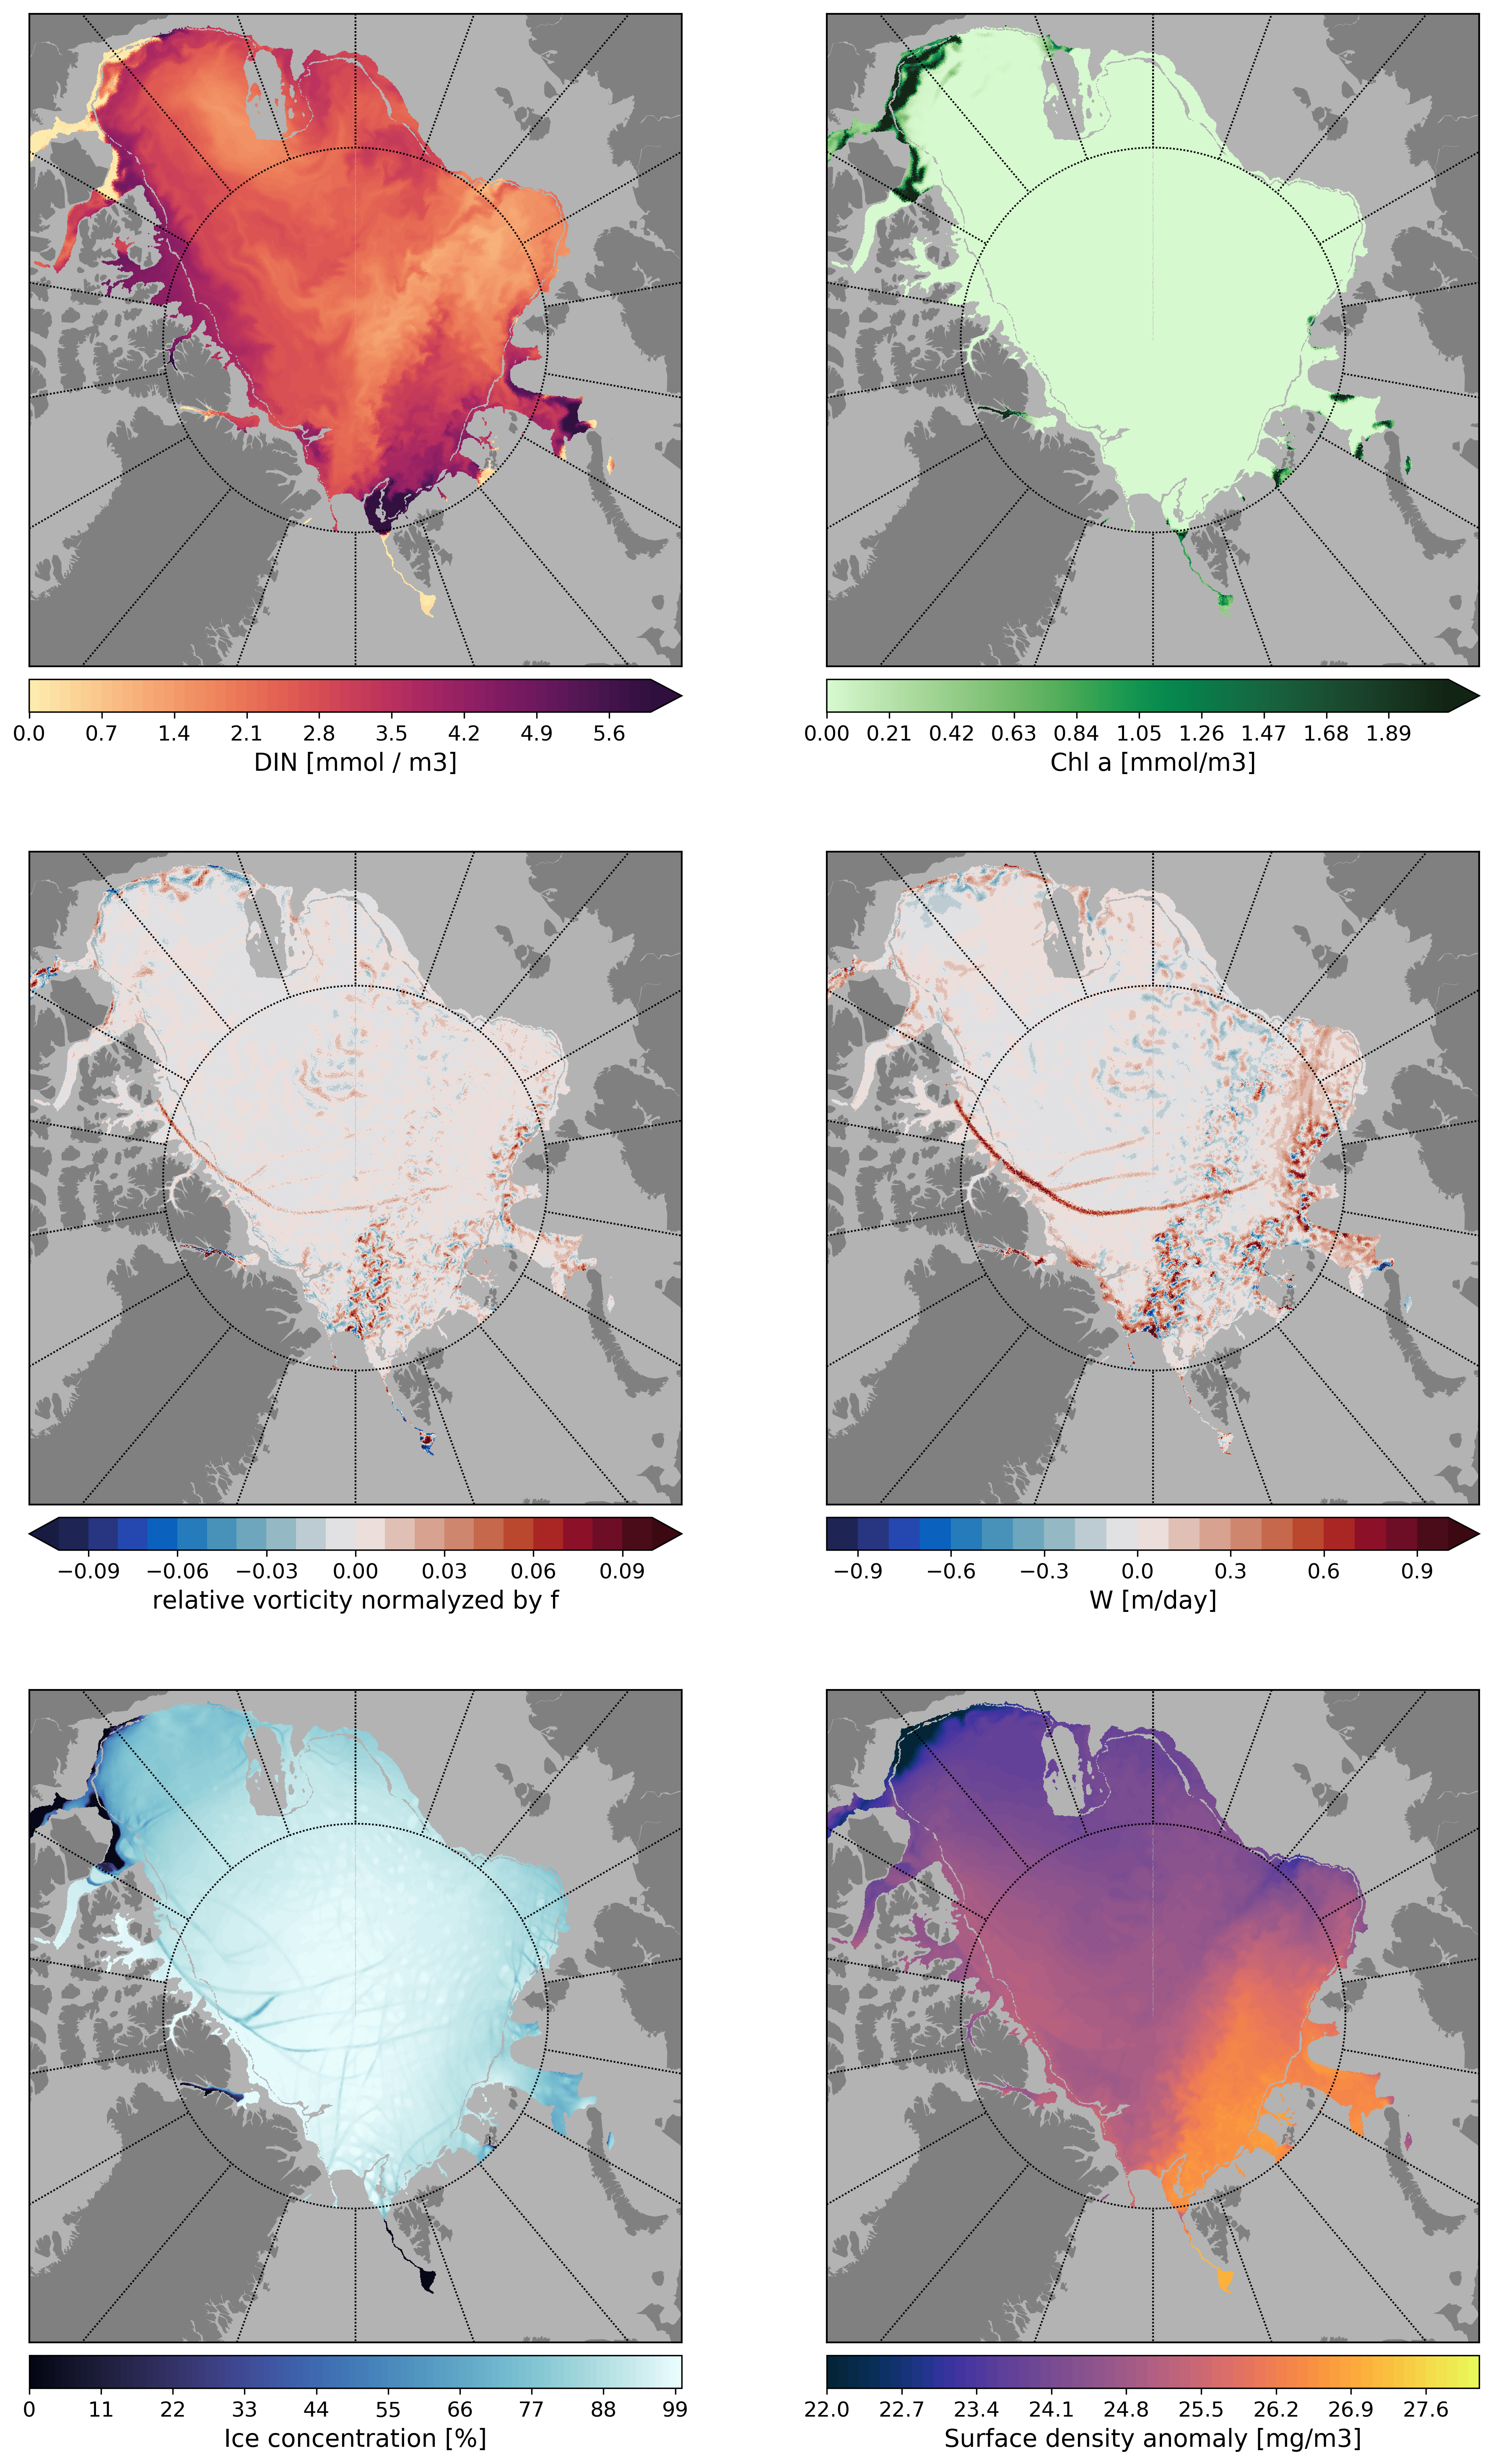 0.0 0.7 1.4 2.1 2.8 3.5 4.2 4.9 5.6
DIN [mmol / m3]
0.00 0.21 0.42 0.63 0.84 1.05 1.26 1.47 1.68 1.89
Chl a [mmol/m3]
−0.09 −0.06 −0.03 0.00 0.03 0.06 0.09
relative vorticity normalyzed by f
−0.9 −0.6 −0.3 0.0 0.3 0.6 0.9
W [m/day]
0 11 22 33 44 55 66 77 88 99
Ice concentration [%]
22.0 22.7 23.4 24.1 24.8 25.5 26.2 26.9 27.6
Surface density anomaly [mg/m3]